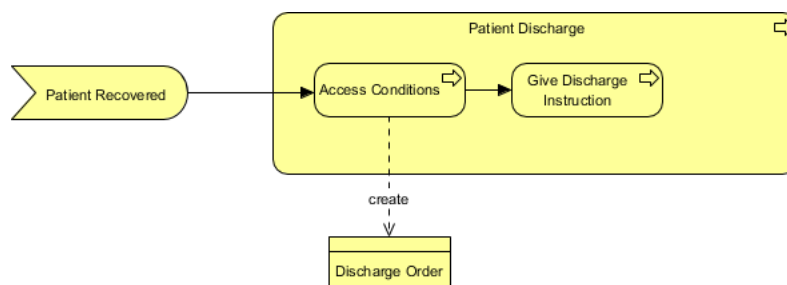 Patient Discharge
Patient Recovered
Access Conditions
Give Discharge
Instruction
create
Discharge Order